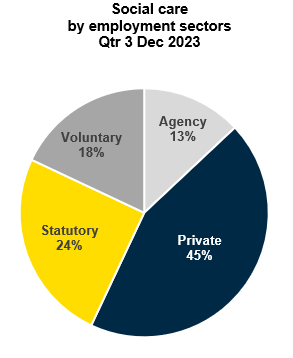 Social care
by employment sectors
Qtr 3 Dec 2023
Agency
13%
Voluntary
18%
Statutory
24%
Private
45%